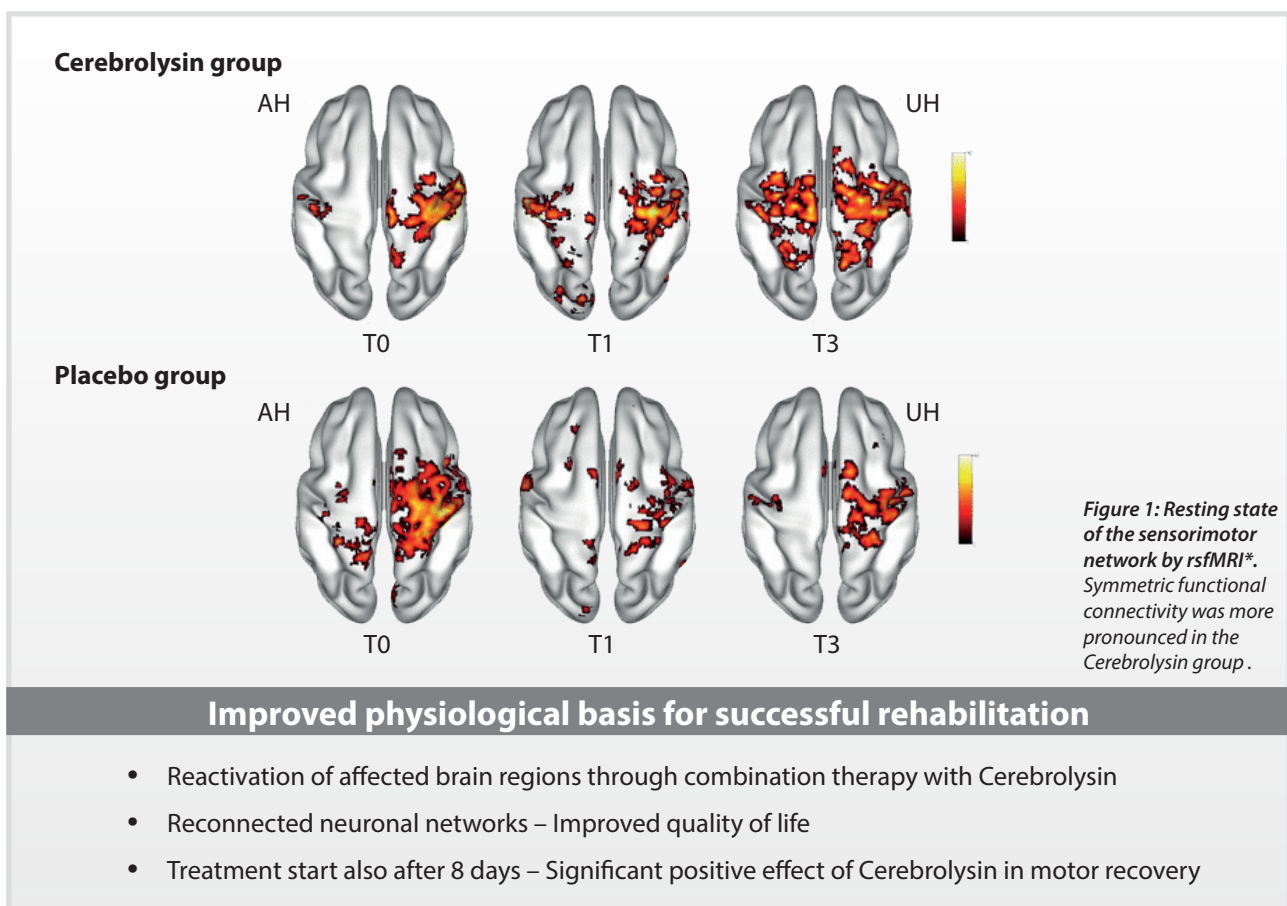 Cerebrolysin group
AH
UH
T0
T1
T3
Placebo group
AH
UH
T0
T1
T3
Figure 1: Resting state
of the sensorimotor
network by rsfMRI*.
Symmetric functional
connectivity was more
pronounced in the
Cerebrolysin group .
Improved physiological basis for successful rehabilitation
• Reactivation of affected brain regions through combination therapy with Cerebrolysin
• Reconnected neuronal networks – Improved quality of life
• Treatment start also after 8 days – Significant positive effect of Cerebrolysin in motor recovery